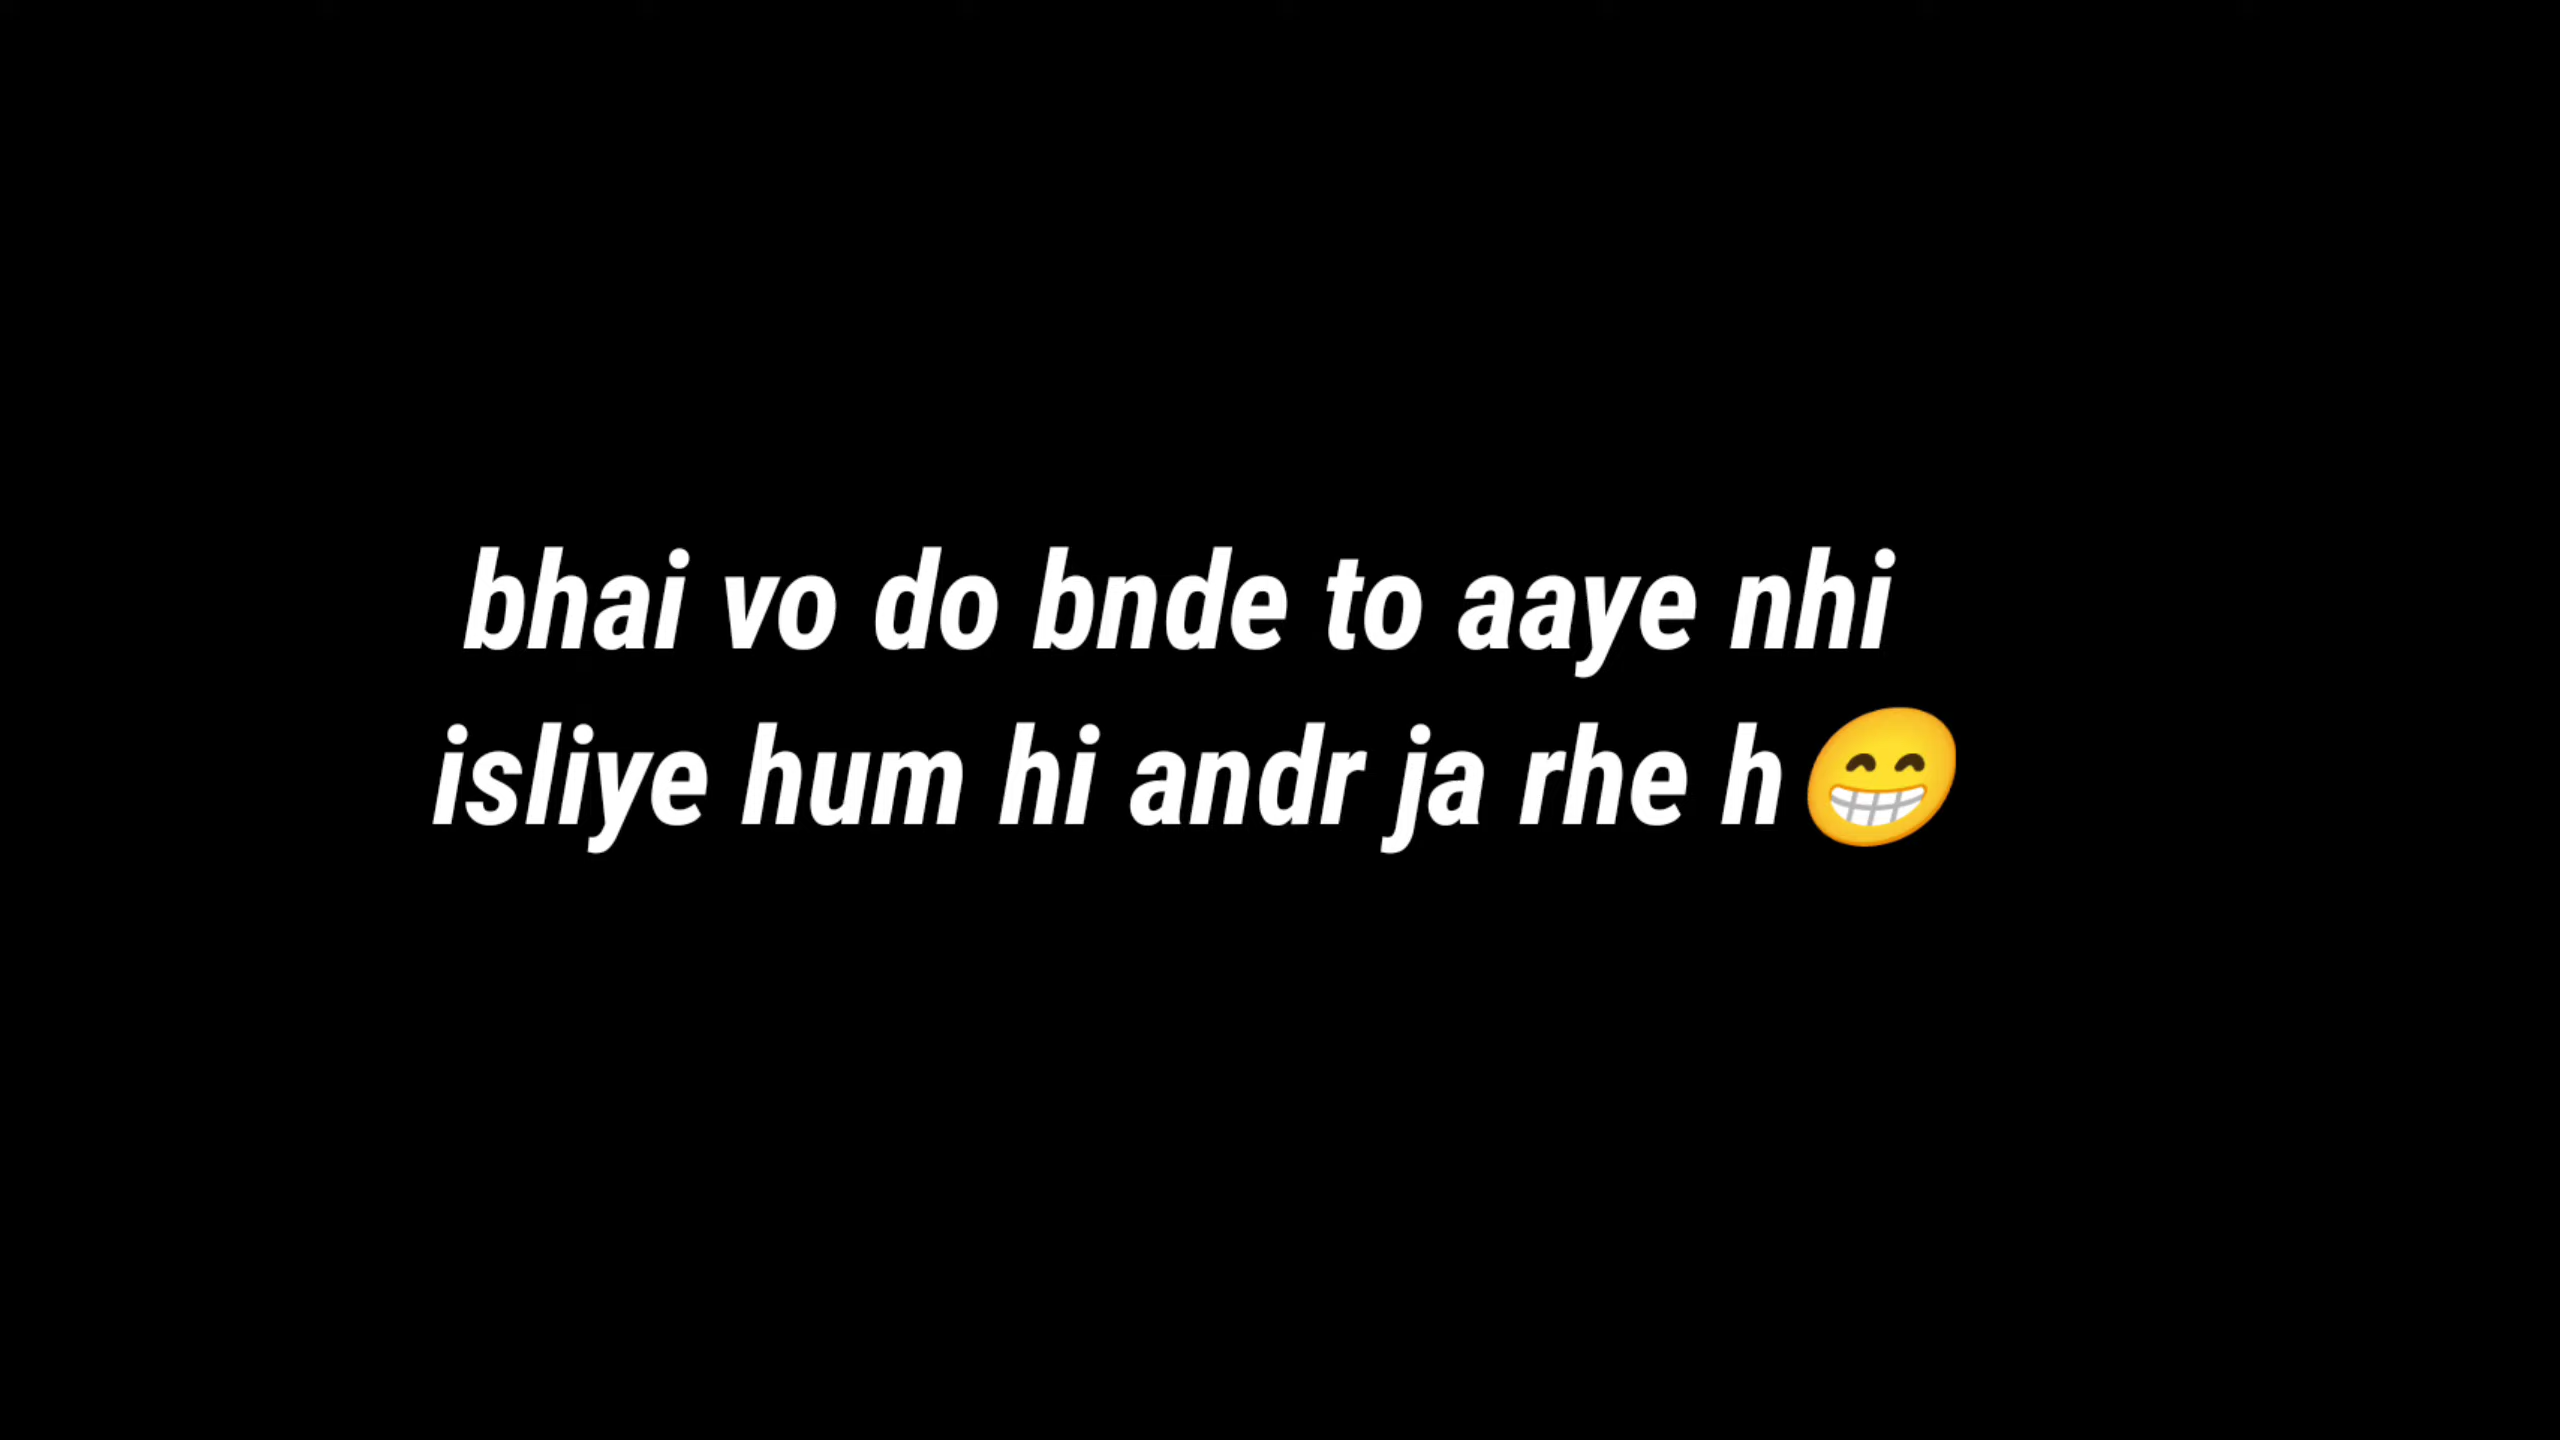 bhai vo do bnde to aaye nhi
isliye hum hi andr ja rhe h😁